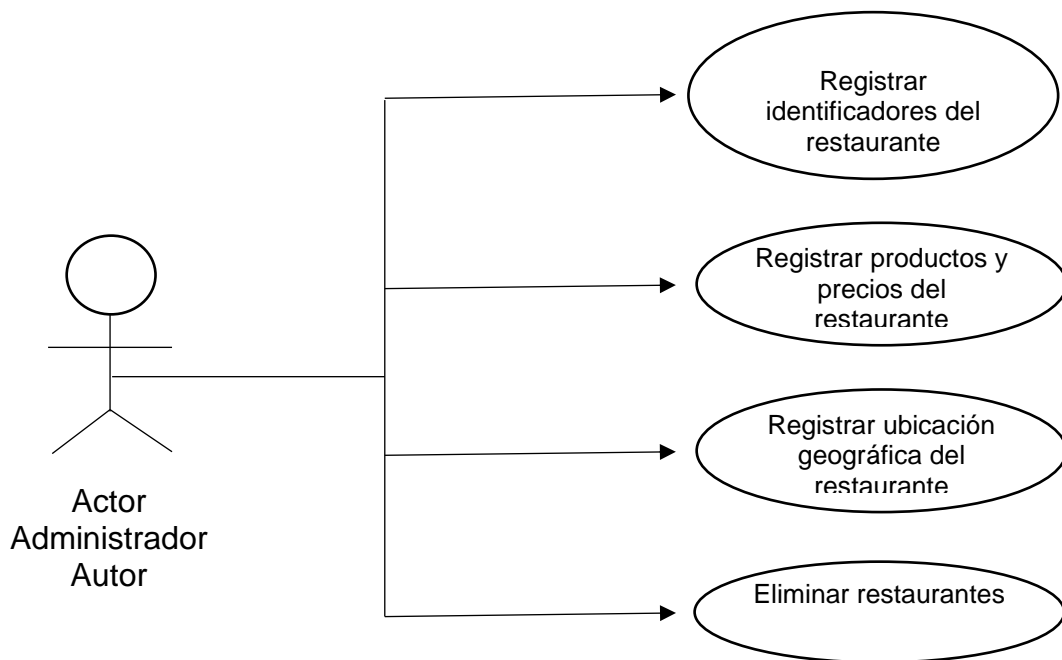 Registrar
identificadores del
restaurante
Registrar productos y
precios del
restaurante
Registrar ubicación
geográfica del
restaurante
Eliminar restaurantes
Actor
Administrador
Autor